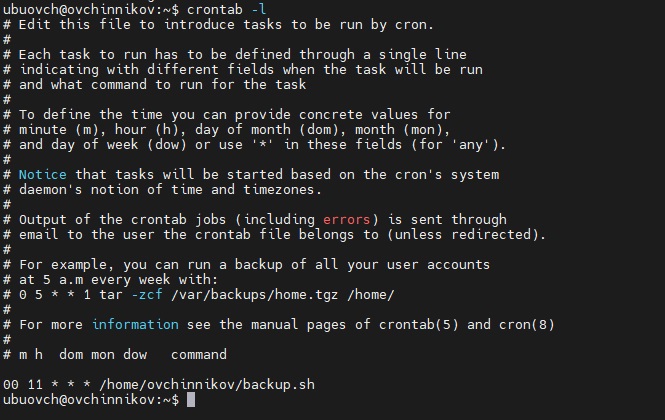 ubuovch@ovchinnikov:~$ crontab -l
# Edit this file to introduce tasks to be run by cron.
#
# Each task to run has to be defined through a single line
# indicating with different fields when the task will be run
# and what command to run for the task
#
# To define the time you can provide concrete values for
# minute (m), hour (h), day of month (dom), month (mon),
# and day of week (dow) or use '*' in these fields (for 'any').
#
# Notice that tasks will be started based on the cron's system
# daemon's notion of time and timezones.
#
# Output of the crontab jobs (including errors) is sent through
# email to the user the crontab file belongs to (unless redirected).
#
# For example, you can run a backup of all your user accounts
# at 5 a.m every week with:
# 0 5 * * 1 tar -zcf /var/backups/home.tgz /home/
#
# For more information see the manual pages of crontab(5) and cron(8)
#
# m h  dom mon dow   command
00 11 * * * /home/ovchinnikov/backup.sh
ubuovch@ovchinnikov:~$